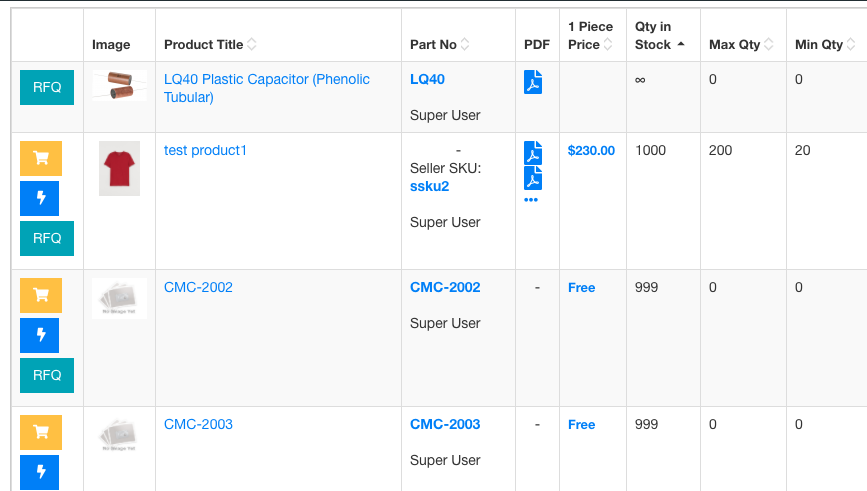 Image
Product Title
Part No
PDF
1 Piece
Price
Qty in
Stock
Max Qty
Min Qty
RFQ
LQ40 Plastic Capacitor (Phenolic
Tubular)
LQ40
Super User
∞
0
0
test product1
-
Seller SKU:
ssku2
Super User
$230.00
1000
200
20
RFQ
CMC-2002
CMC-2002
Super User
-
Free
999
0
0
RFQ
CMC-2003
CMC-2003
Super User
-
Free
999
0
0